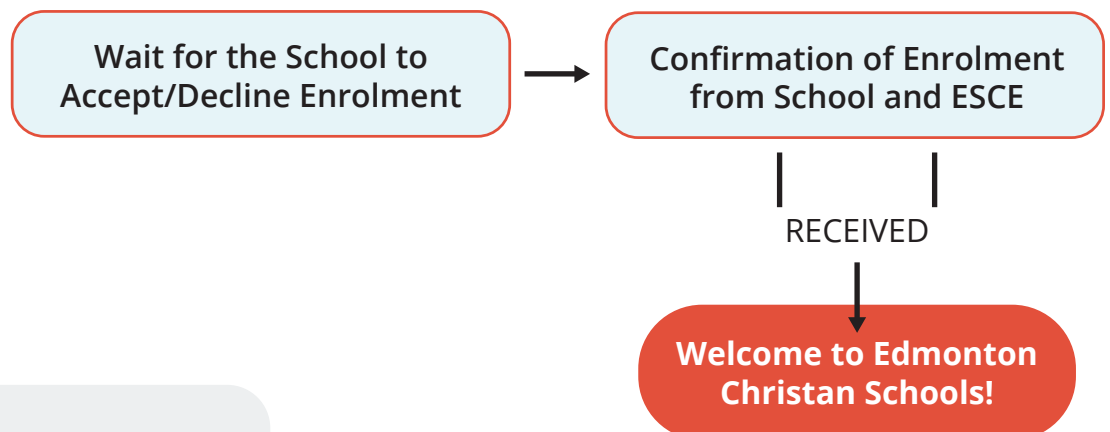 Wait for the School to
Accept/Decline Enrolment
Confirmation of Enrolment
from School and ESCE
RECEIVED
Welcome to Edmonton
Christan Schools!